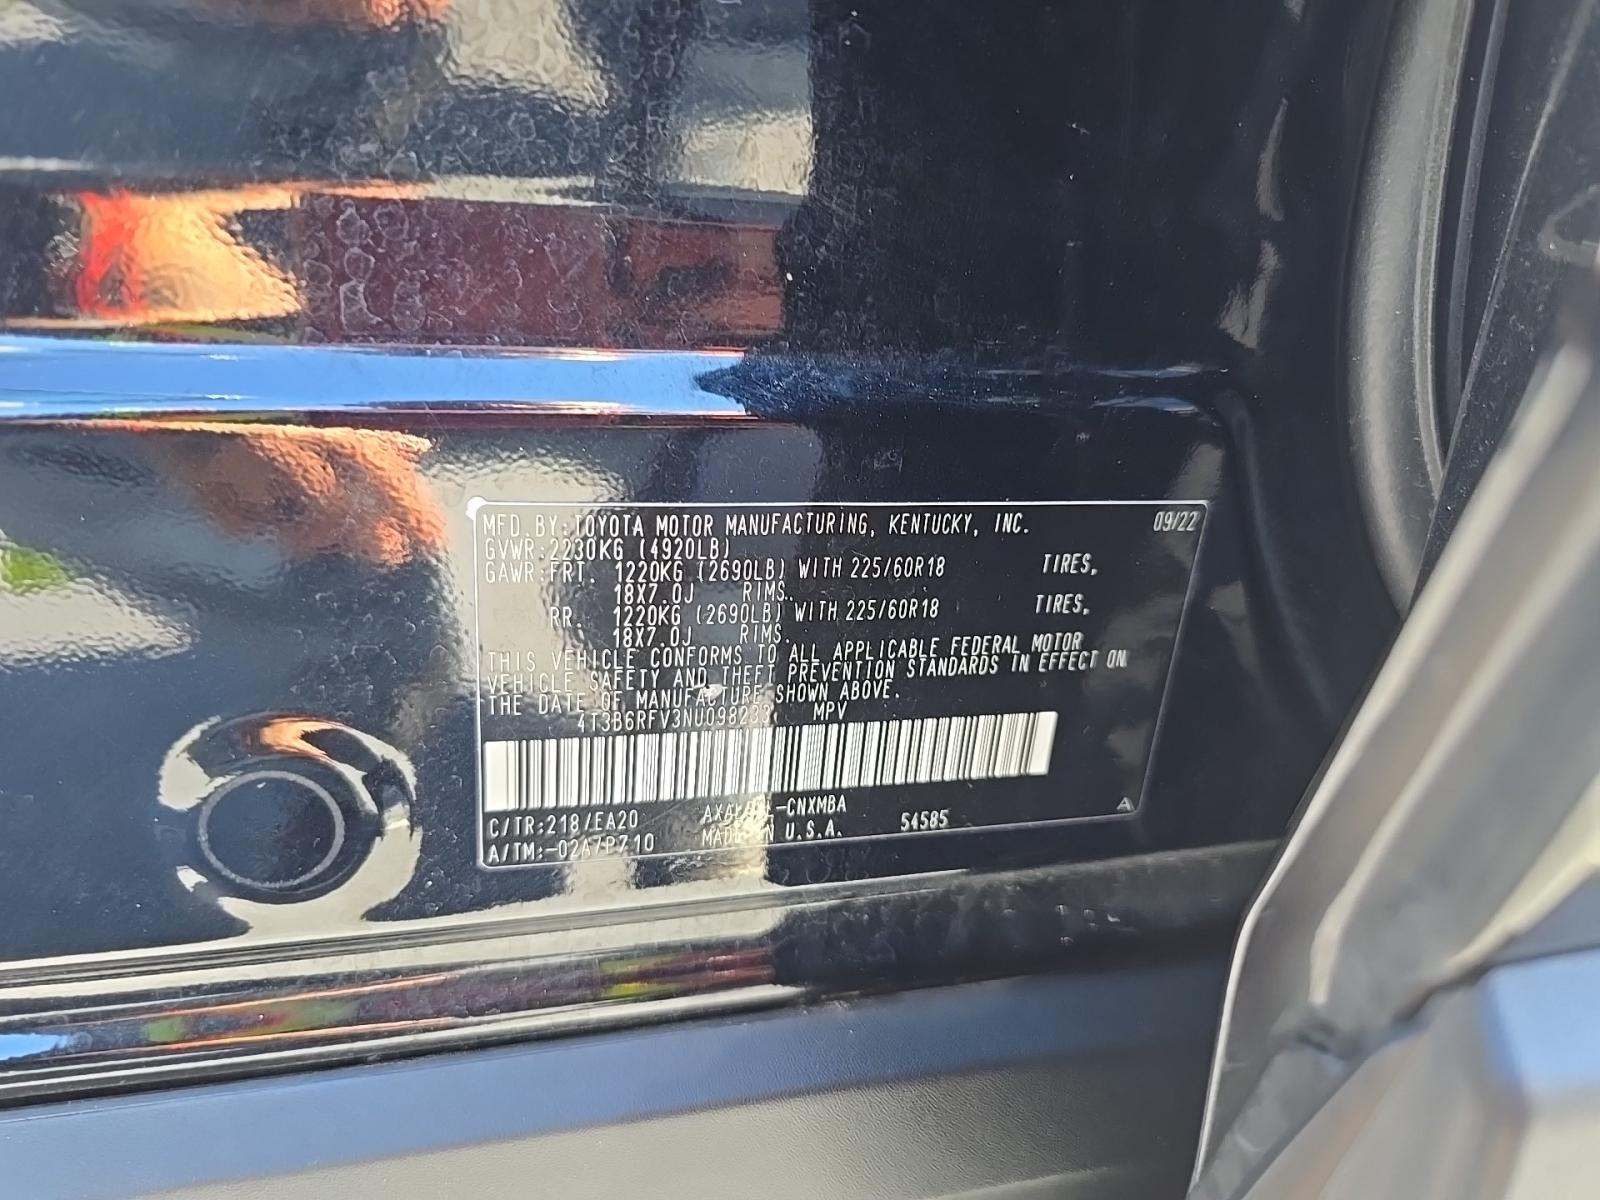 MFD. BY: TOYOTA MOTOR MANUFACTURING, KENTUCKY, INC. 09/22
GVWR: 2230KG (4920LB)
GAWR: FRT. 1220KG (2690LB) WITH 225/60R18 TIRES,
18X7.0J RIMS.
RR. 1220KG (2690LB) WITH 225/60R18 TIRES,
18X7.0J RIMS.
THIS VEHICLE CONFORMS TO ALL APPLICABLE FEDERAL MOTOR
VEHICLE SAFETY AND THEFT PREVENTION STANDARDS IN EFFECT ON
THE DATE OF MANUFACTURE SHOWN ABOVE.
MPV
C/TR: 218/EA20
A/TM: MADE IN U.S.A. 54585
A